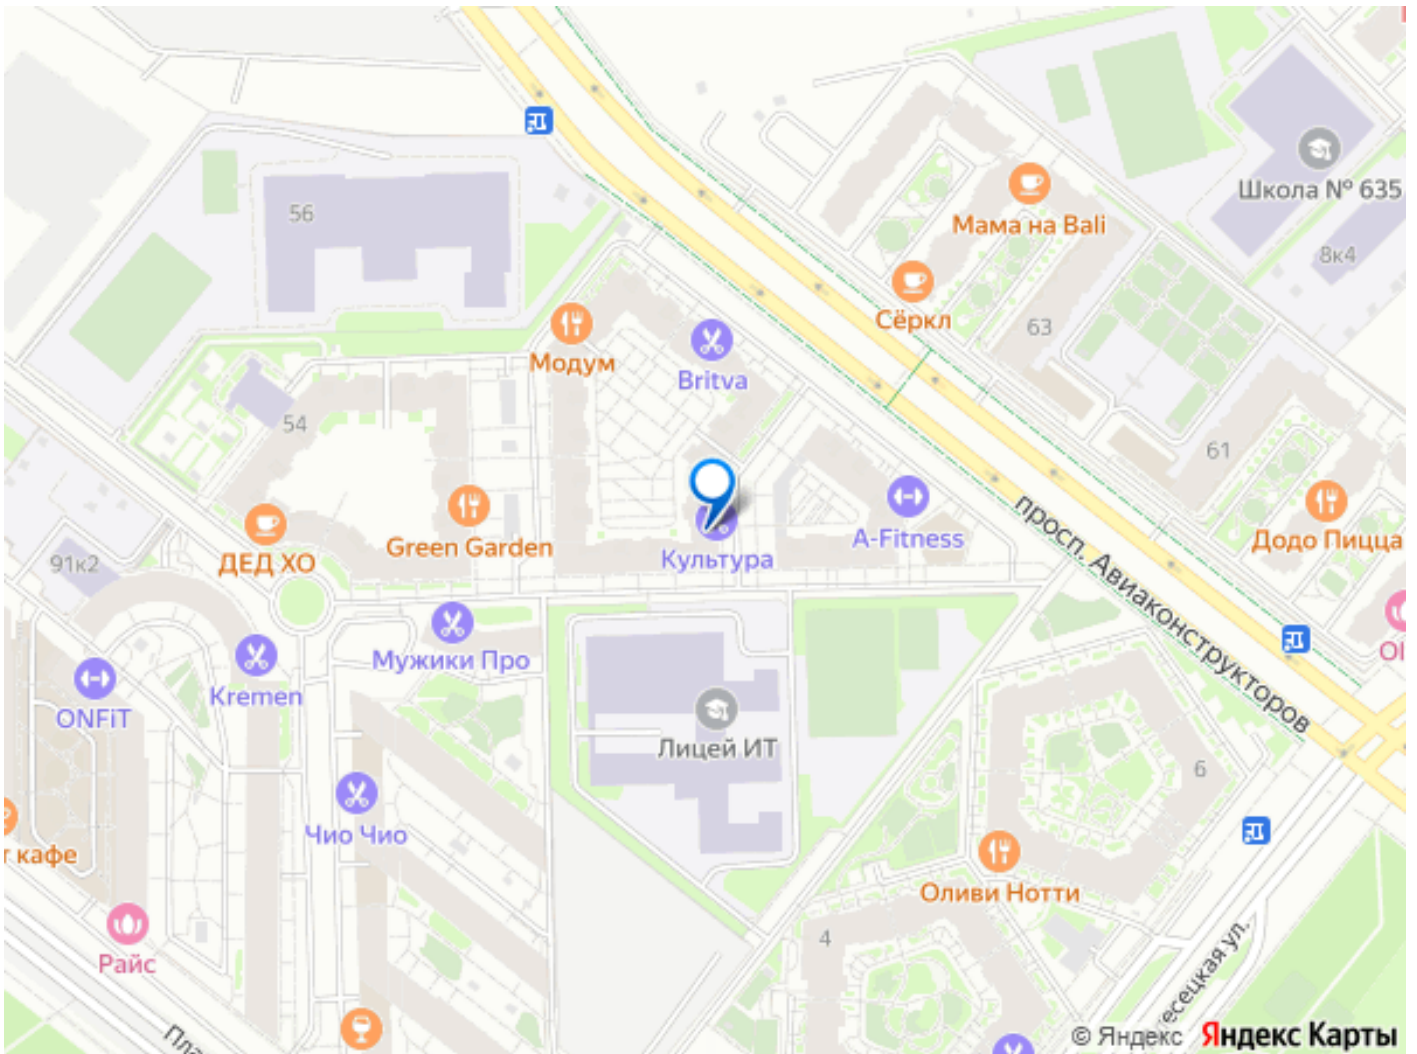 56
Школа № 635
Мама на Bali
8к4
Сёркл
63
Модум
Britva
54
61
просп. Авиаконструкторов
Додо Пицца
A-Fitness
Культура
Green Garden
ДЕД ХО
91к2
Мужики Про
Kremen
ONFiT
Лицей ИТ
6
Чио Чио
кафе
Оливи Нотти
4
Райс
© Яндекс Яндекс Карты